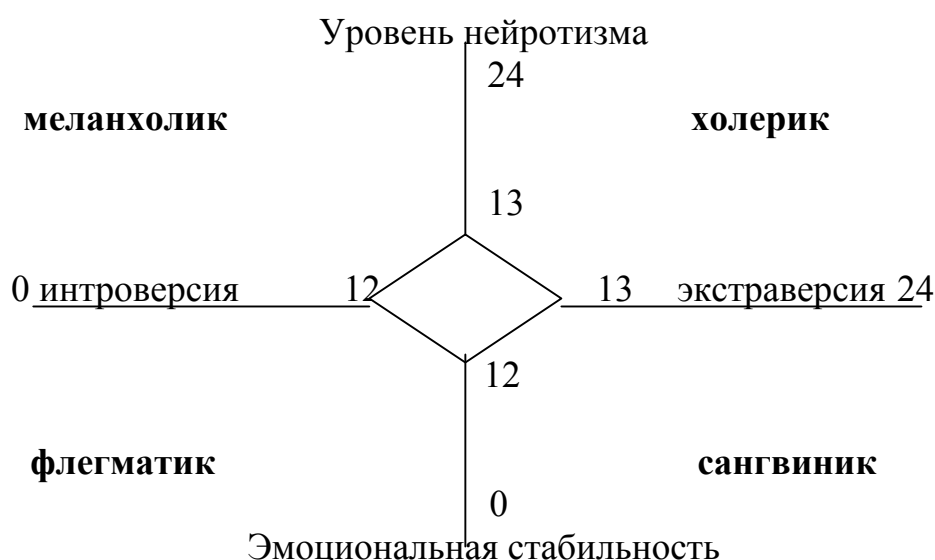 Уровень нейротизма
24
меланхолик холерик
13
0 интроверсия 12 13 экстраверсия 24
12
флегматик сангвиник
0
Эмоциональная стабильность